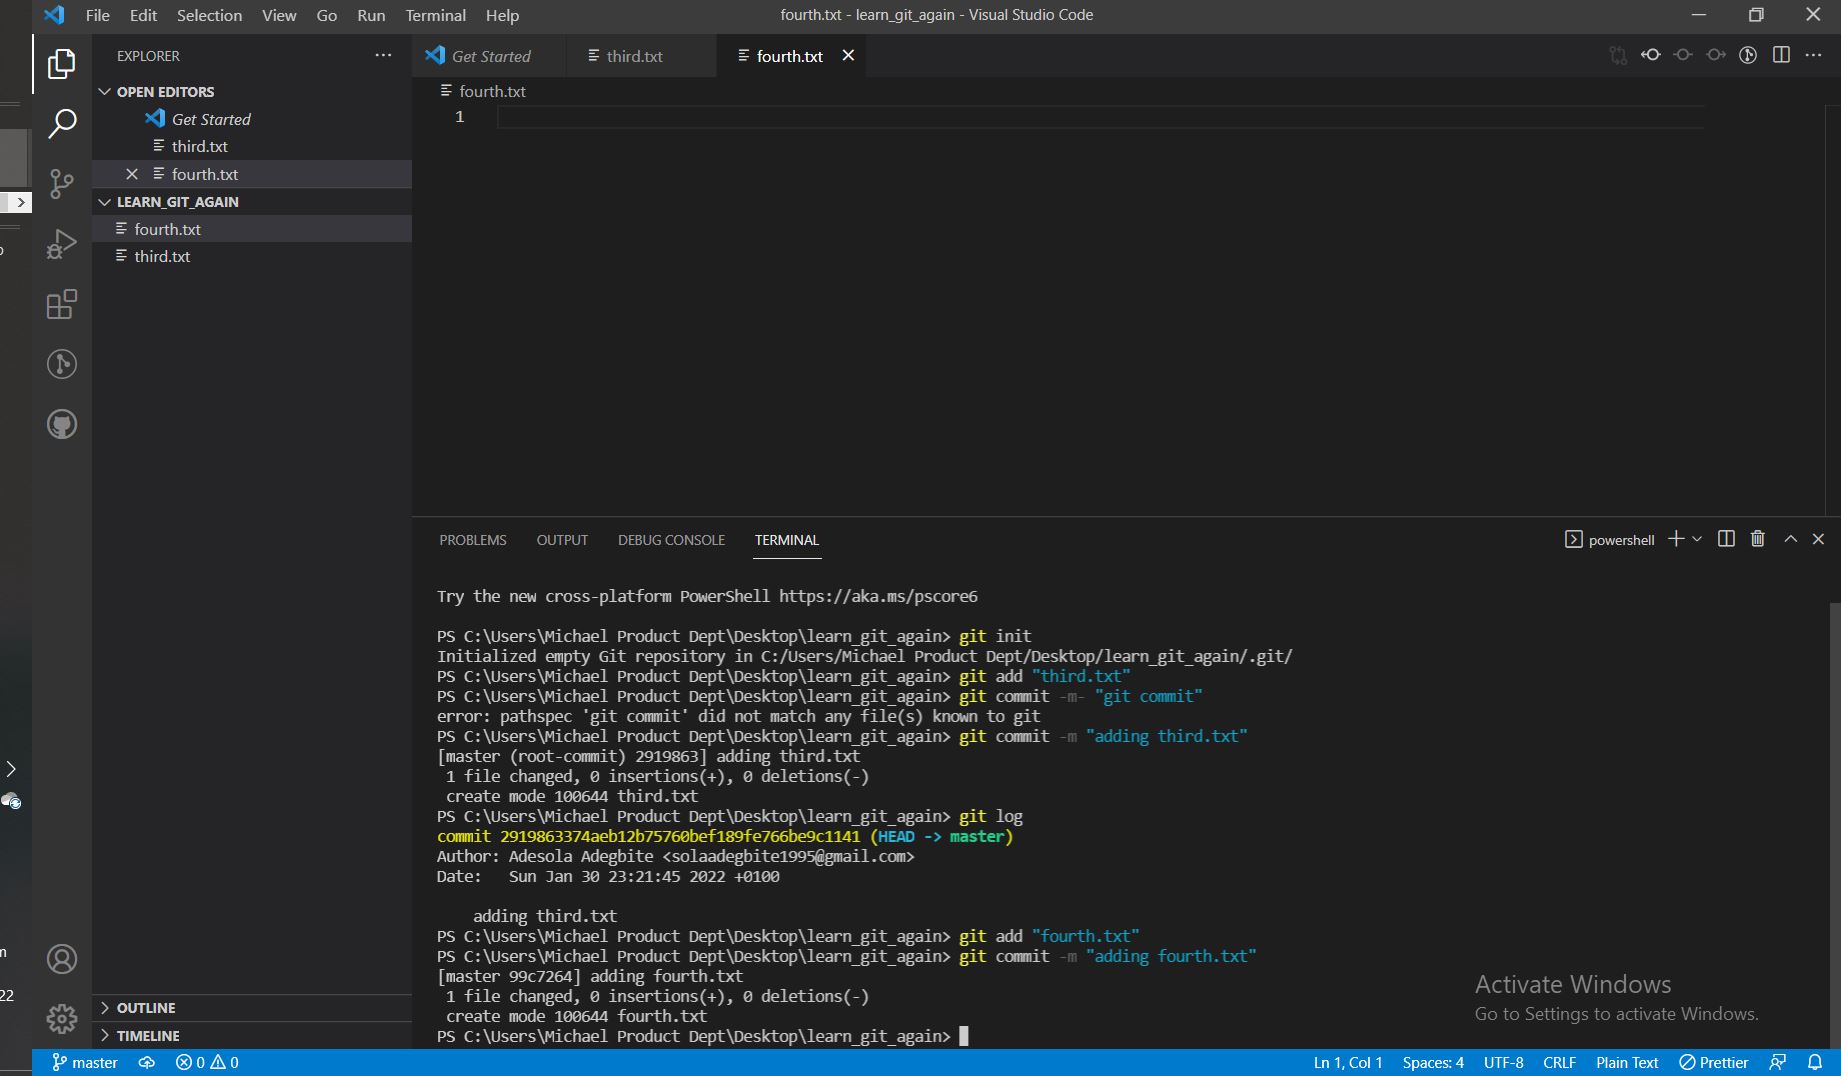 File Edit Selection View Go Run Terminal Help
fourth.txt - learn_git_again - Visual Studio Code
EXPLORER
OPEN EDITORS
Get Started
third.txt
fourth.txt
LEARN_GIT_AGAIN
fourth.txt
third.txt
OUTLINE
TIMELINE
Get Started third.txt fourth.txt
fourth.txt
1
PROBLEMS OUTPUT DEBUG CONSOLE TERMINAL
powershell
Try the new cross-platform PowerShell https://aka.ms/pscore6
PS C:\Users\Michael Product Dept\Desktop\learn_git_again> git init
Initialized empty Git repository in C:/Users/Michael Product Dept/Desktop/learn_git_again/.git/
PS C:\Users\Michael Product Dept\Desktop\learn_git_again> git add "third.txt"
PS C:\Users\Michael Product Dept\Desktop\learn_git_again> git commit -m- "git commit"
error: pathspec 'git commit' did not match any file(s) known to git
PS C:\Users\Michael Product Dept\Desktop\learn_git_again> git commit -m "adding third.txt"
[master (root-commit) 2919863] adding third.txt
1 file changed, 0 insertions(+), 0 deletions(-)
create mode 100644 third.txt
PS C:\Users\Michael Product Dept\Desktop\learn_git_again> git log
commit 2919863374aeb12b75760bef189fe766be9c1141 (HEAD -> master)
Author: Adesola Adegbite <solaadegbite1995@gmail.com>
Date: Sun Jan 30 23:21:45 2022 +0100
adding third.txt
PS C:\Users\Michael Product Dept\Desktop\learn_git_again> git add "fourth.txt"
PS C:\Users\Michael Product Dept\Desktop\learn_git_again> git commit -m "adding fourth.txt"
[master 99c7264] adding fourth.txt
1 file changed, 0 insertions(+), 0 deletions(-)
create mode 100644 fourth.txt
PS C:\Users\Michael Product Dept\Desktop\learn_git_again>
Activate Windows
Go to Settings to activate Windows.
22
master 0 0
Ln 1, Col 1 Spaces: 4 UTF-8 CRLF Plain Text Prettier